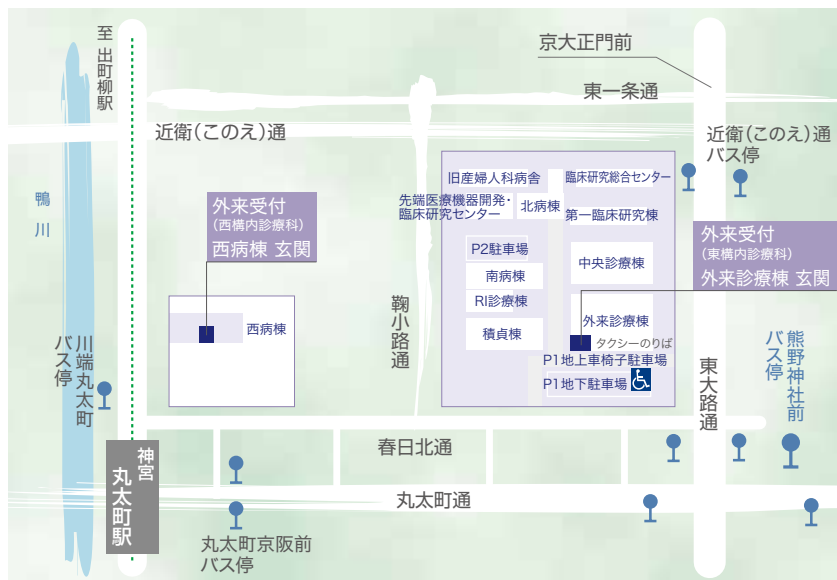 至 出町柳駅
京大正門前
東一条通
近衛(このえ)通
近衛(このえ)通
バス停
鴨川
旧産婦人科病舎
臨床研究総合センター
先端医療機器開発・
臨床研究センター
北病棟
第一臨床研究棟
外来受付
(西構内診療科)
西病棟 玄関
外来受付
(東構内診療科)
外来診療棟 玄関
P2駐車場
中央診療棟
南病棟
RI診療棟
西病棟
鞠小路通
積貞棟
外来診療棟
タクシーのりば
P1地上車椅子駐車場
P1地下駐車場
川端丸太町
バス停
東大路通
熊野神社前
バス停
春日北通
神宮
丸太町駅
丸太町通
丸太町京阪前
バス停